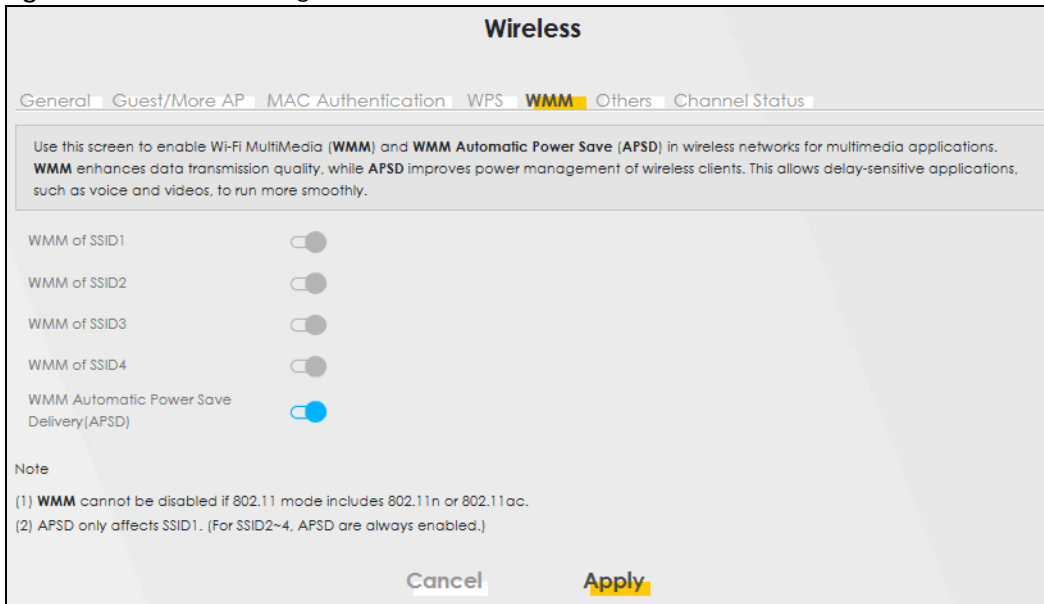 Wireless
General Guest/More AP MAC Authentication WPS WMM Others Channel Status
Use this screen to enable Wi-Fi MultiMedia (WMM) and WMM Automatic Power Save (APSD) in wireless networks for multimedia applications.
WMM enhances data transmission quality, while APSD improves power management of wireless clients. This allows delay-sensitive applications,
such as voice and videos, to run more smoothly.
WMM of SSID1
WMM of SSID2
WMM of SSID3
WMM of SSID4
WMM Automatic Power Save
Delivery(APSD)
Note
(1) WMM cannot be disabled if 802.11 mode includes 802.11n or 802.11ac.
(2) APSD only affects SSID1. (For SSID2~4, APSD are always enabled.)
Cancel Apply